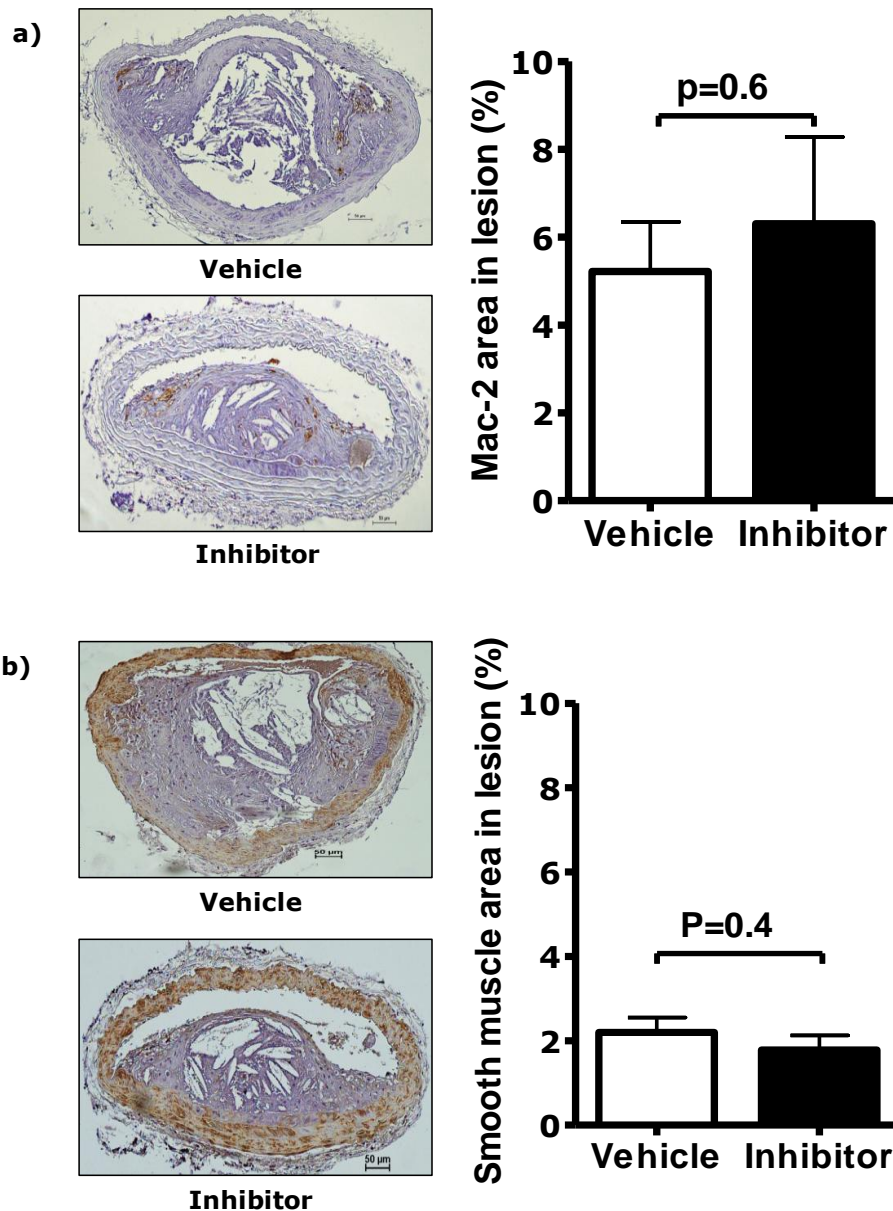 a)
50 µm
Vehicle
Inhibitor
Mac-2 area in lesion (%)
10
8
6
4
2
0
p=0.6
Vehicle Inhibitor
b)
50 µm
Vehicle
50 µm
Inhibitor
Smooth muscle area in lesion (%)
10
8
6
4
2
0
P=0.4
Vehicle Inhibitor